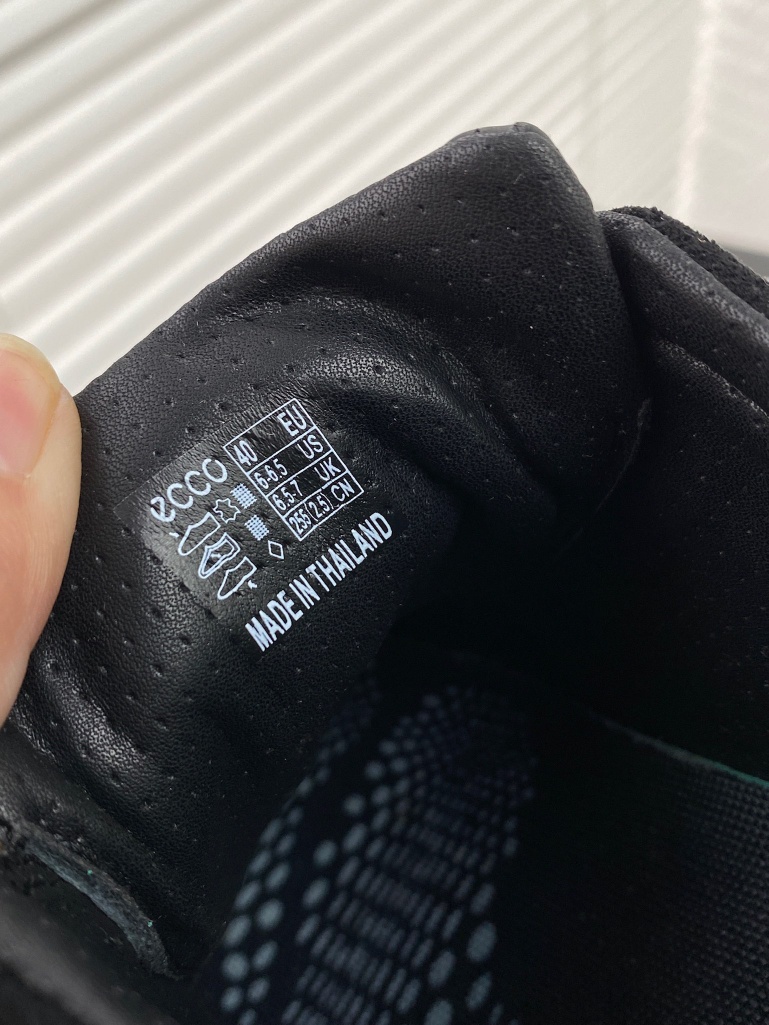 ecco
40 EU
6-6.5 US
6.5-7 UK
255 2.5 CN
MADE IN THAILAND